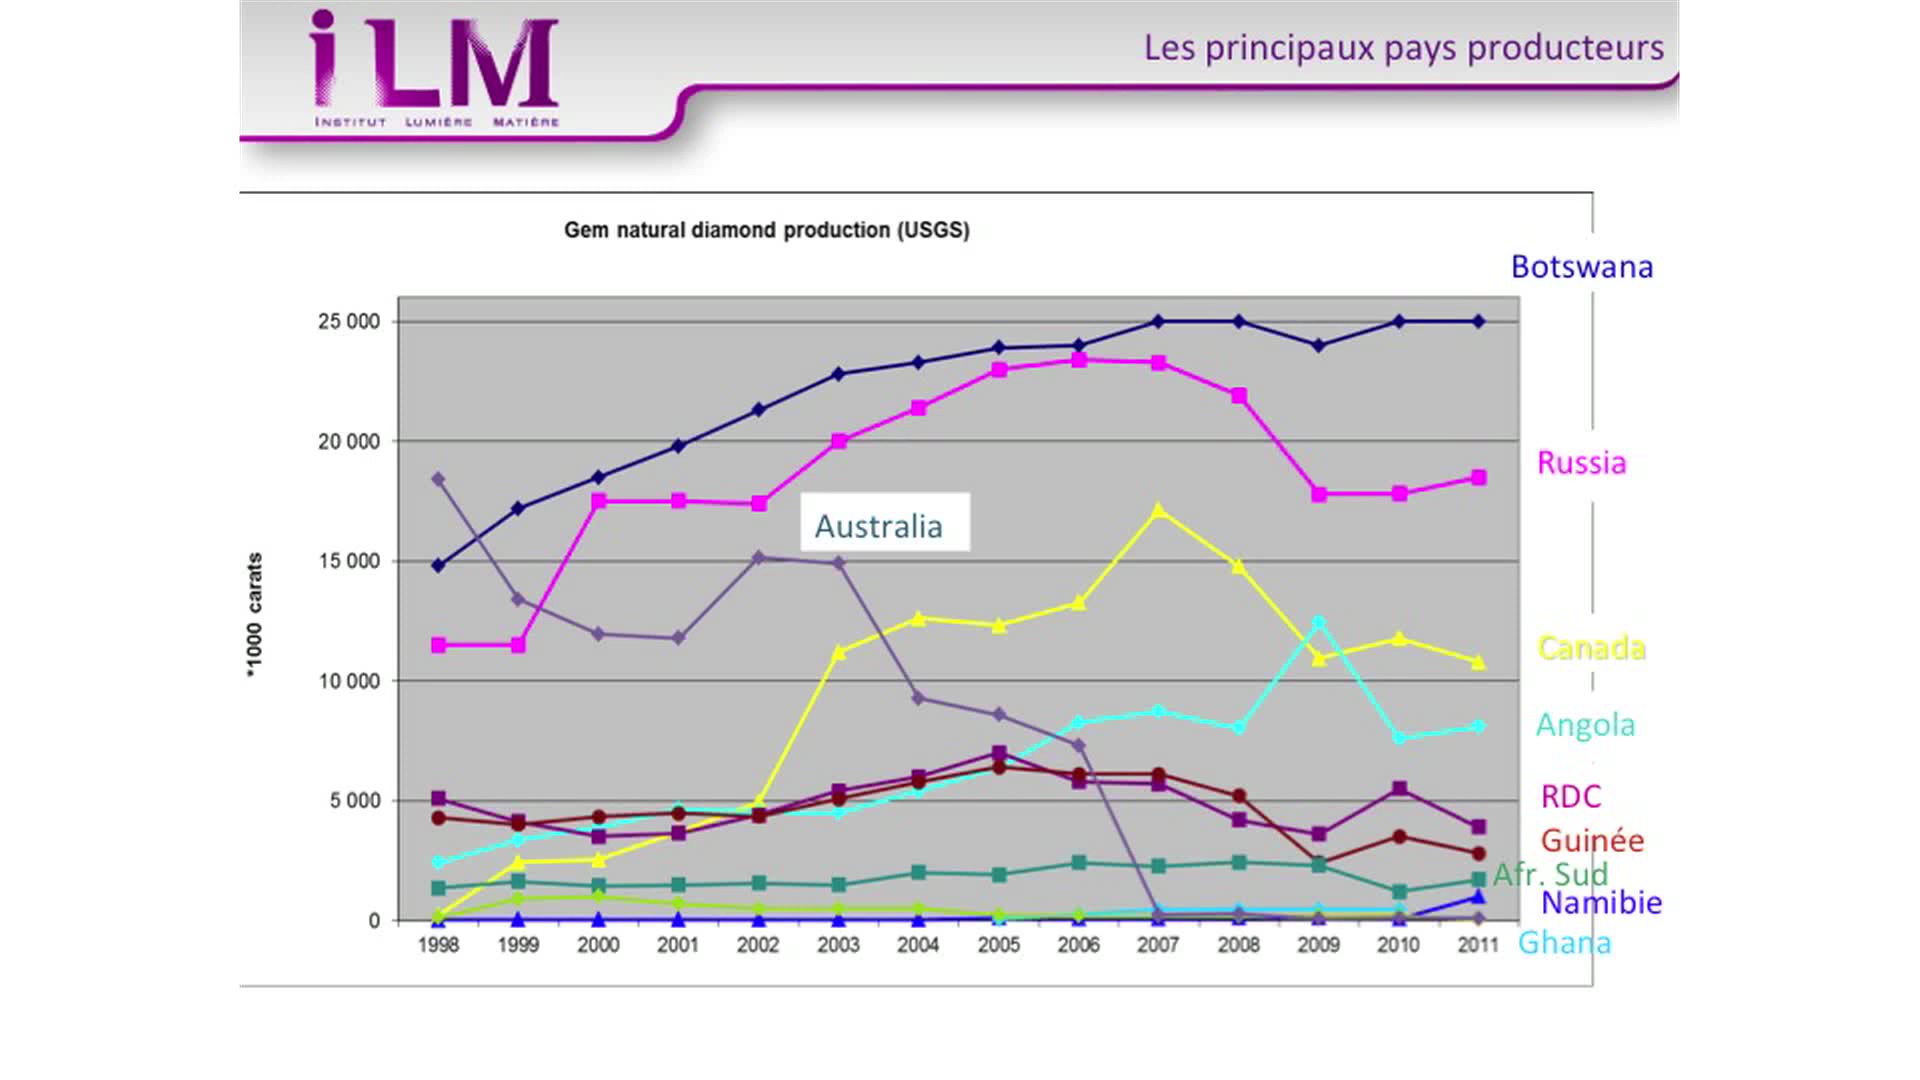 iLM
INSTITUT LUMIÈRE MATIÈRE
Les principaux pays producteurs
Gem natural diamond production (USGS)
*1000 carats
25 000
20 000
15 000
10 000
5 000
0
1998 1999 2000 2001 2002 2003 2004 2005 2006 2007 2008 2009 2010 2011
Australia
Botswana
Russia
Canada
Angola
RDC
Guinée
Afr. Sud
Namibie
Ghana